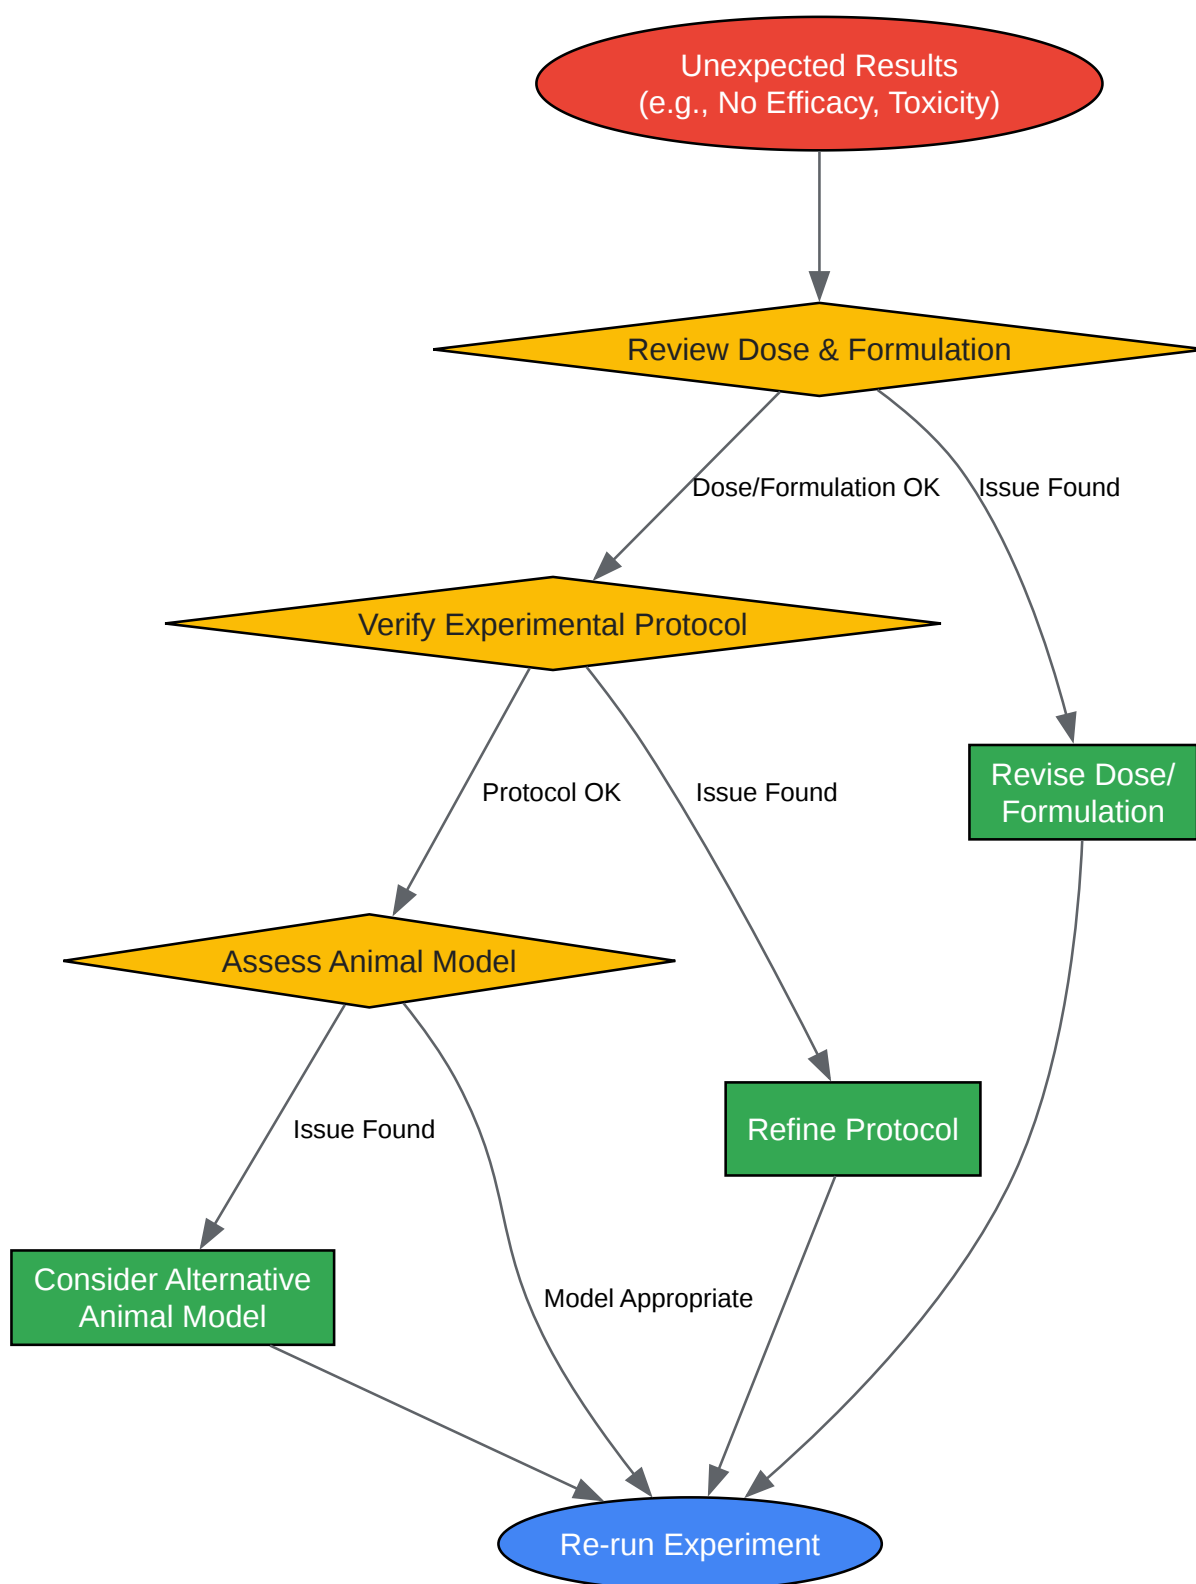 Unexpected Results
(e.g., No Efficacy, Toxicity)
Review Dose & Formulation
Dose/Formulation OK
Issue Found
Verify Experimental Protocol
Protocol OK
Issue Found
Revise Dose/
Formulation
Assess Animal Model
Issue Found
Refine Protocol
Consider Alternative
Animal Model
Model Appropriate
Re-run Experiment